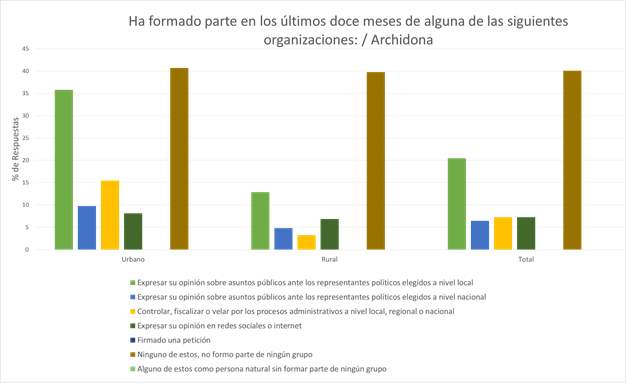 Ha formado parte en los últimos doce meses de alguna de las siguientes
organizaciones: / Archidona
% de Respuestas
45
40
35
30
25
20
15
10
5
0
Urbano Rural Total
Expresar su opinión sobre asuntos públicos ante los representantes políticos elegidos a nivel local
Expresar su opinión sobre asuntos públicos ante los representantes políticos elegidos a nivel nacional
Controlar, fiscalizar o velar por los procesos administrativos a nivel local, regional o nacional
Expresar su opinión en redes sociales o internet
Firmado una petición
Ninguno de estos, no formo parte de ningún grupo
Alguno de estos como persona natural sin formar parte de ningún grupo